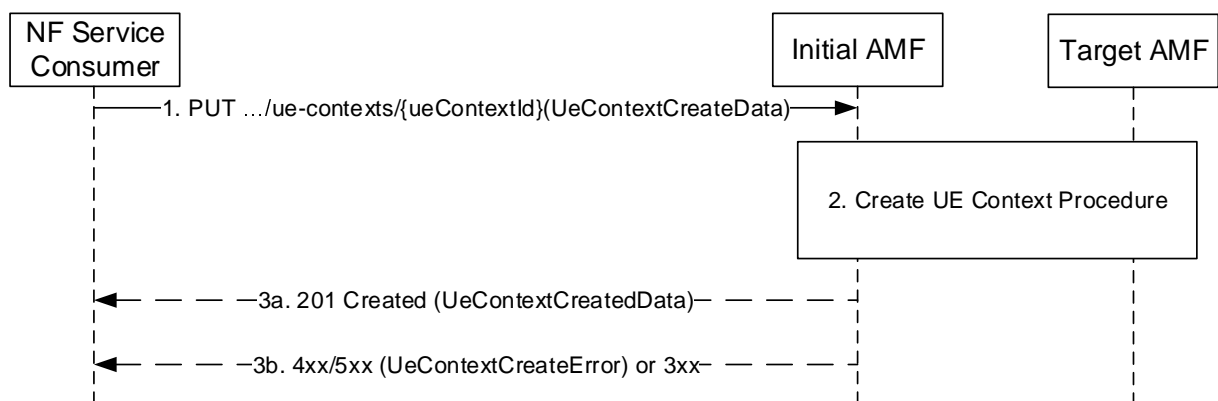 NF Service
Consumer
Initial AMF
Target AMF
1. PUT …/ue-contexts/{ueContextId}(UeContextCreateData)
2. Create UE Context Procedure
3a. 201 Created (UeContextCreatedData)
3b. 4xx/5xx (UeContextCreateError) or 3xx